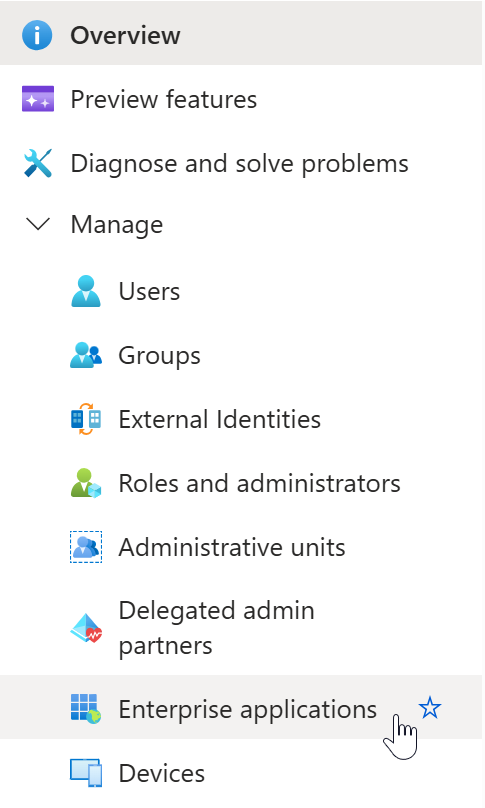 Overview
Preview features
Diagnose and solve problems
Manage
Users
Groups
External Identities
Roles and administrators
Administrative units
Delegated admin
partners
Enterprise applications
Devices